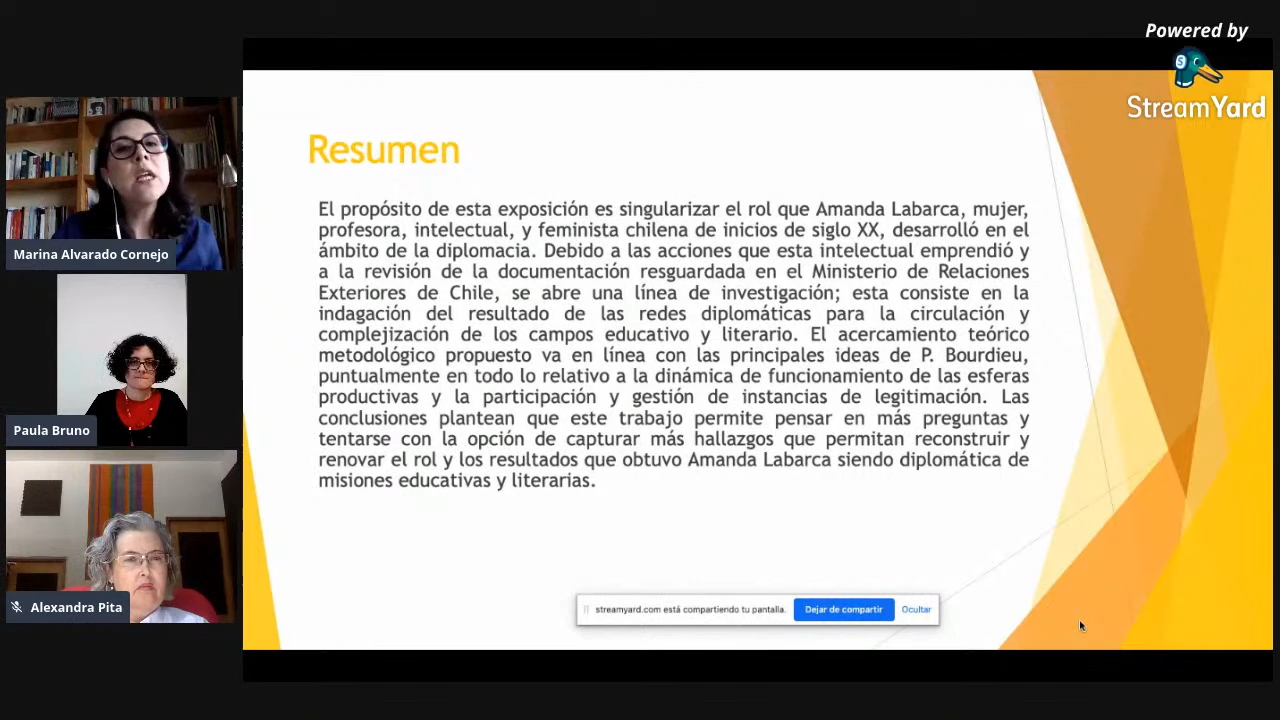 Powered by
StreamYard
Marina Alvarado Cornejo
Paula Bruno
Alexandra Pita
Resumen
El propósito de esta exposición es singularizar el rol que Amanda Labarca, mujer,
profesora, intelectual, y feminista chilena de inicios de siglo XX, desarrolló en el
ámbito de la diplomacia. Debido a las acciones que esta intelectual emprendió y
a la revisión de la documentación resguardada en el Ministerio de Relaciones
Exteriores de Chile, se abre una línea de investigación; esta consiste en la
indagación del resultado de las redes diplomáticas para la circulación y
complejización de los campos educativo y literario. El acercamiento teórico
metodológico propuesto va en línea con las principales ideas de P. Bourdieu,
puntualmente en todo lo relativo a la dinámica de funcionamiento de las esferas
productivas y la participación y gestión de instancias de legitimación. Las
conclusiones plantean que este trabajo permite pensar en más preguntas y
tentarse con la opción de capturar más hallazgos que permitan reconstruir y
renovar el rol y los resultados que obtuvo Amanda Labarca siendo diplomática de
misiones educativas y literarias.
streamyard.com está compartiendo tu pantalla.
Dejar de compartir
Ocultar